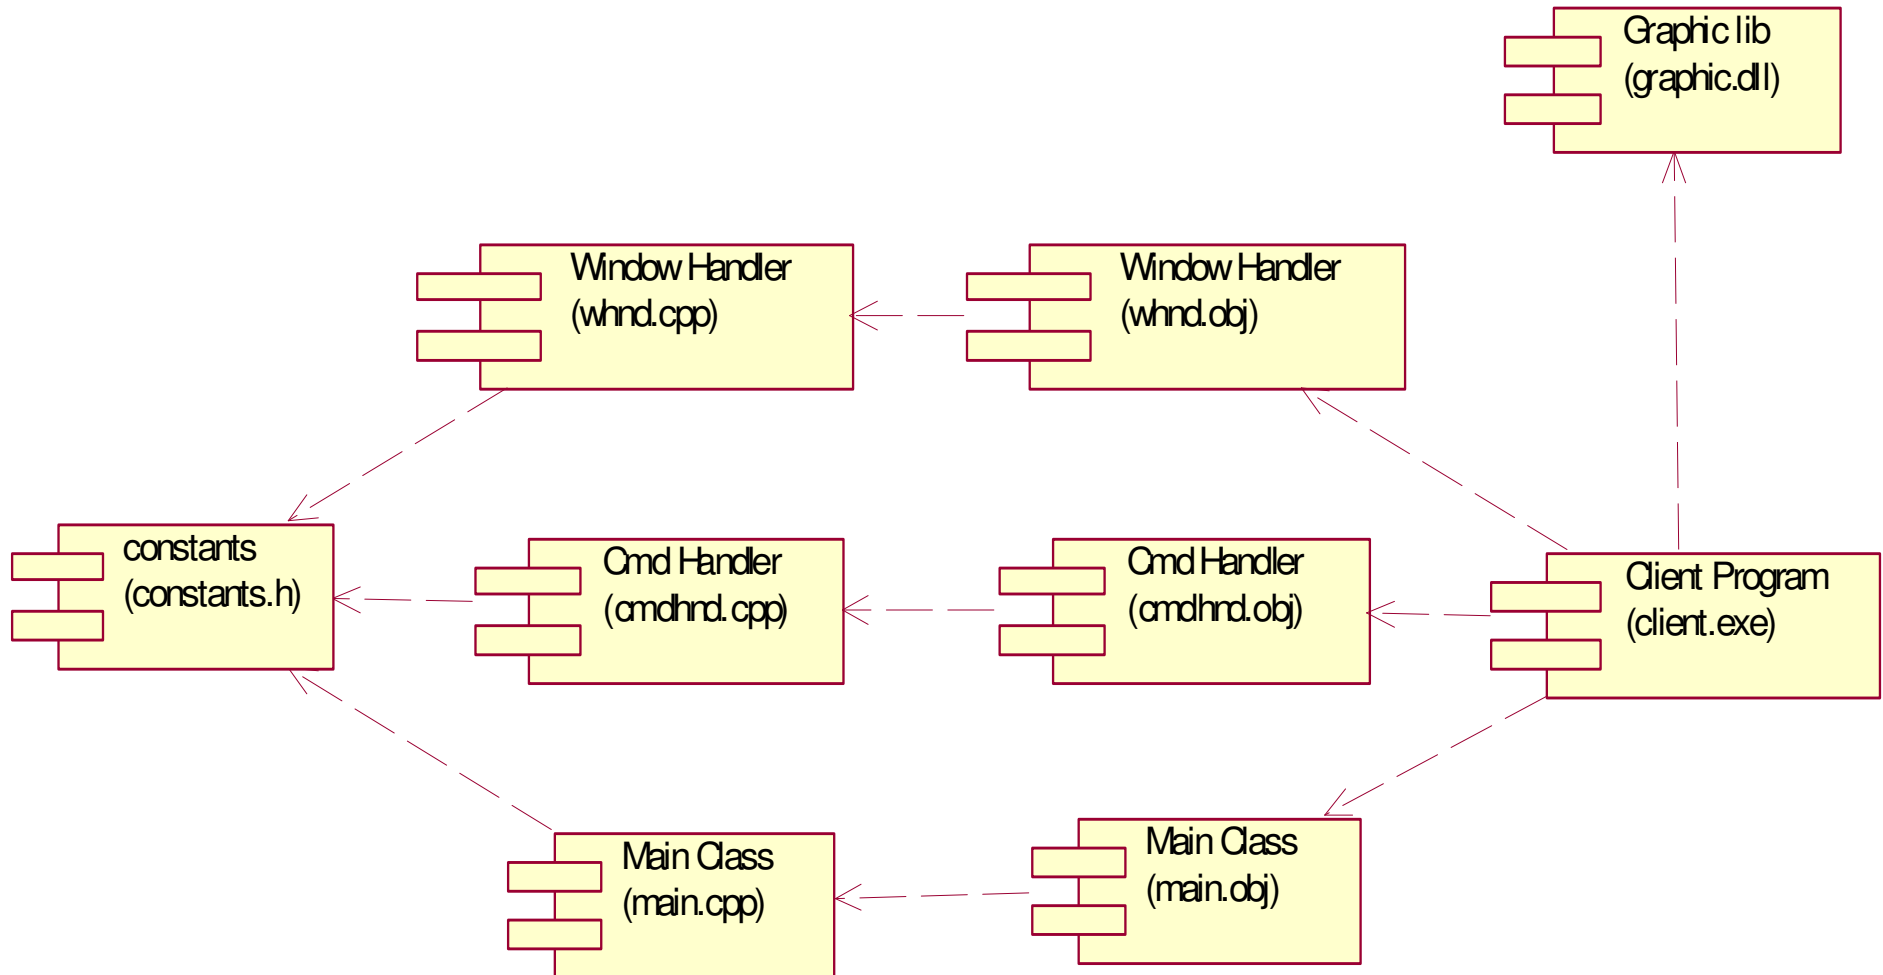 Graphic lib
(graphic.dll)
Window Handler
(whnd.cpp)
Window Handler
(whnd.obj)
constants
(constants.h)
Cmd Handler
(cmdhnd.cpp)
Cmd Handler
(cmdhnd.obj)
Client Program
(client.exe)
Main Class
(main.cpp)
Main Class
(main.obj)